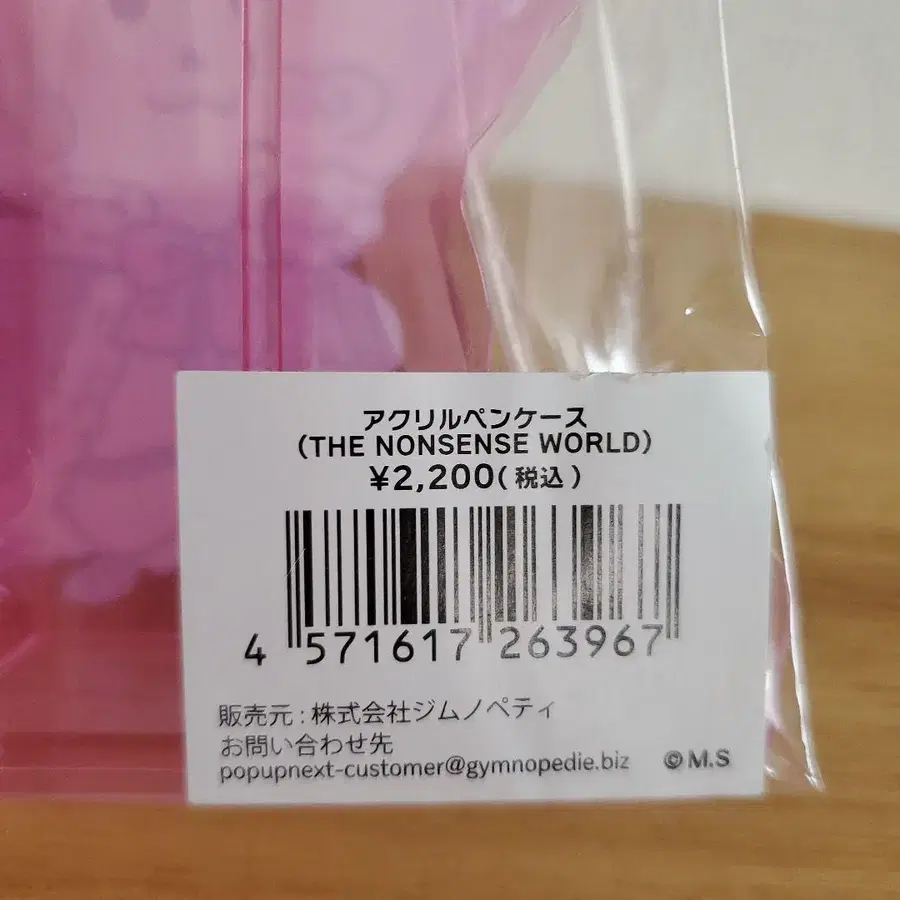 アクリルペンケース
(THE NONSENSE WORLD)
¥2,200(税込)
4 571617 263967
販売元:株式会社ジムノペティ
お問い合わせ先
popupnext-customer@gymnopedie.biz ©M.S